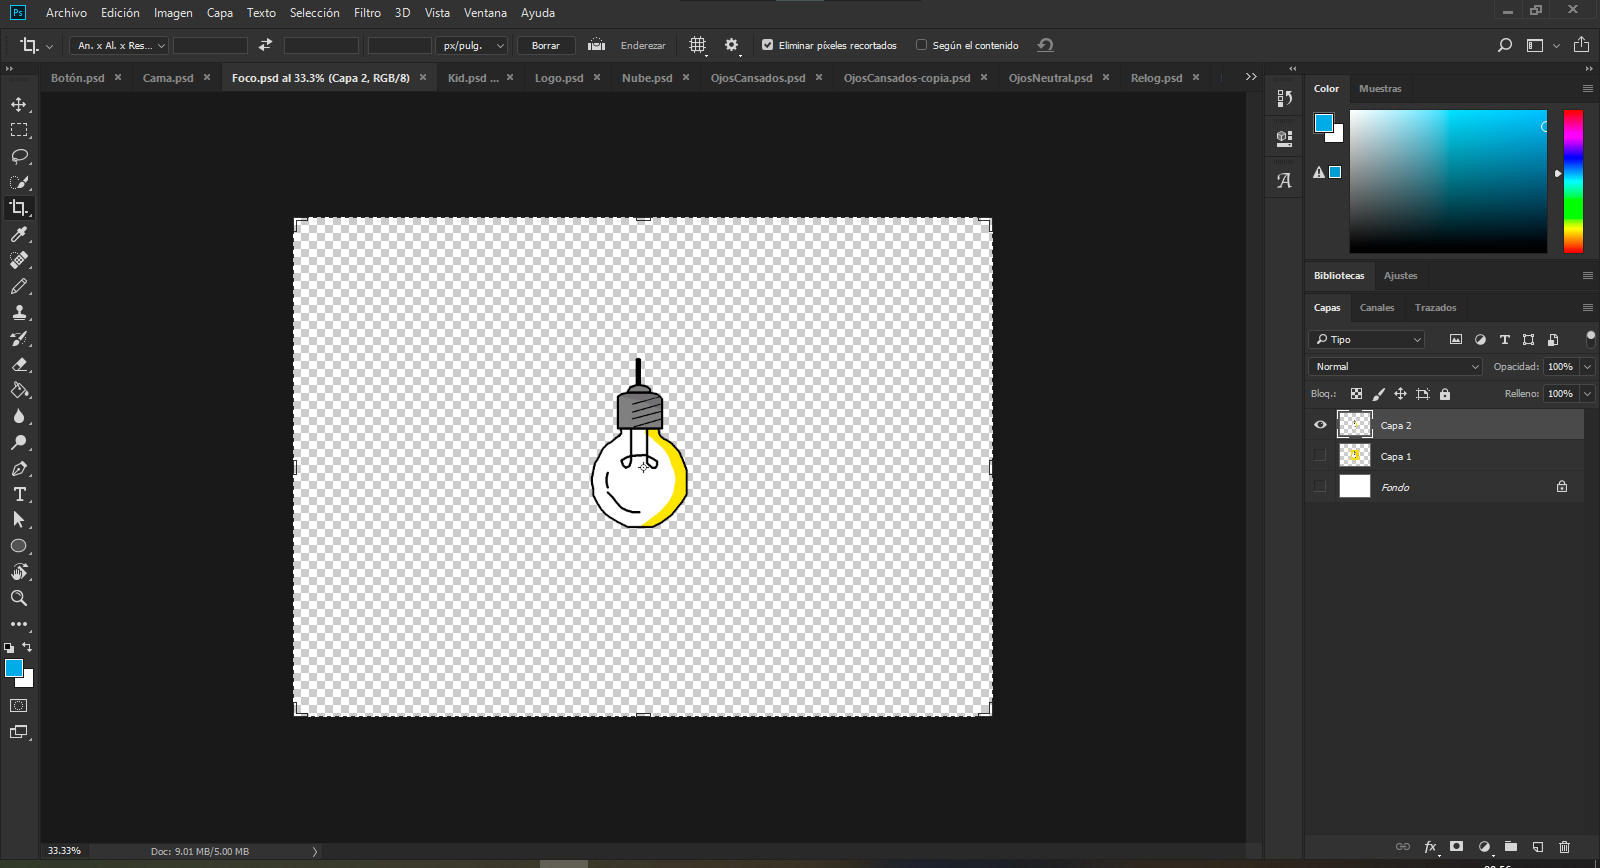 Ps Archivo Edición Imagen Capa Texto Selección Filtro 3D Vista Ventana Ayuda
An. x Al. x Res... px/pulg. Borrar Enderezar Eliminar píxeles recortados Según el contenido
Botón.psd × Cama.psd × Foco.psd al 33.3% (Capa 2, RGB/8) × Kid.psd ... × Logo.psd × Nube.psd × OjosCansados.psd × OjosCansados-copia.psd × OjosNeutral.psd × Relog.psd ×
Color Muestras
Bibliotecas Ajustes
Capas Canales Trazados
Tipo
Normal Opacidad: 100%
Bloq.: Relleno: 100%
Capa 2
Capa 1
Fondo
fx
33.33% Doc: 9.01 MB/5.00 MB